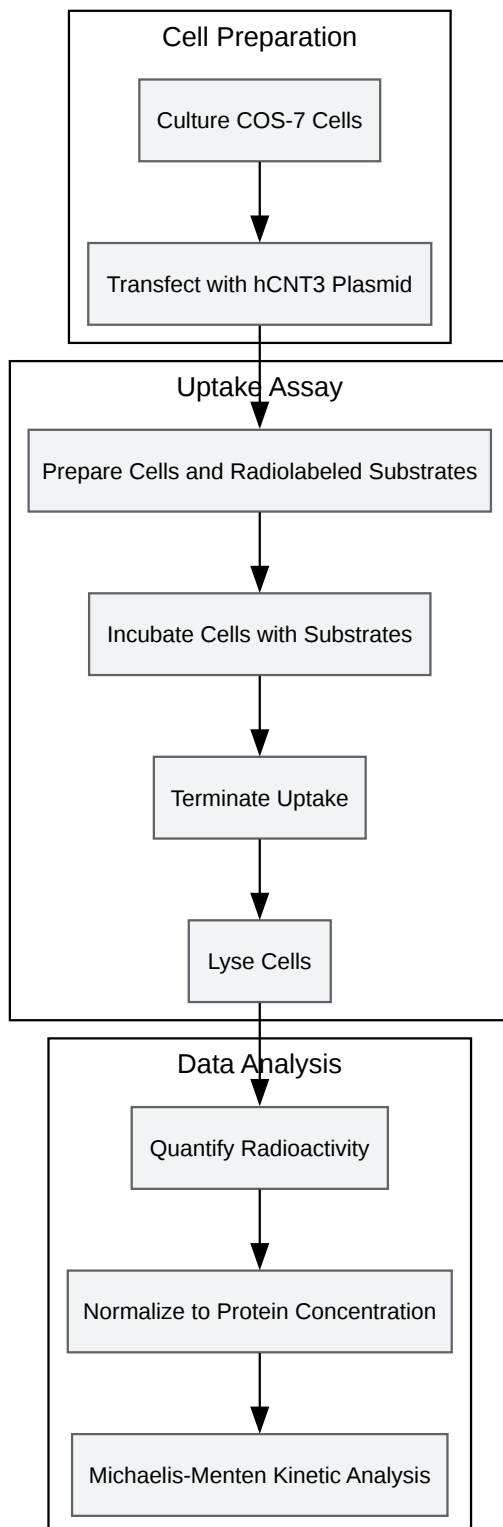 Cell Preparation
Culture COS-7 Cells
Transfect with hCNT3 Plasmid
Uptake Assay
Prepare Cells and Radiolabeled Substrates
Incubate Cells with Substrates
Terminate Uptake
Lyse Cells
Data Analysis
Quantify Radioactivity
Normalize to Protein Concentration
Michaelis-Menten Kinetic Analysis